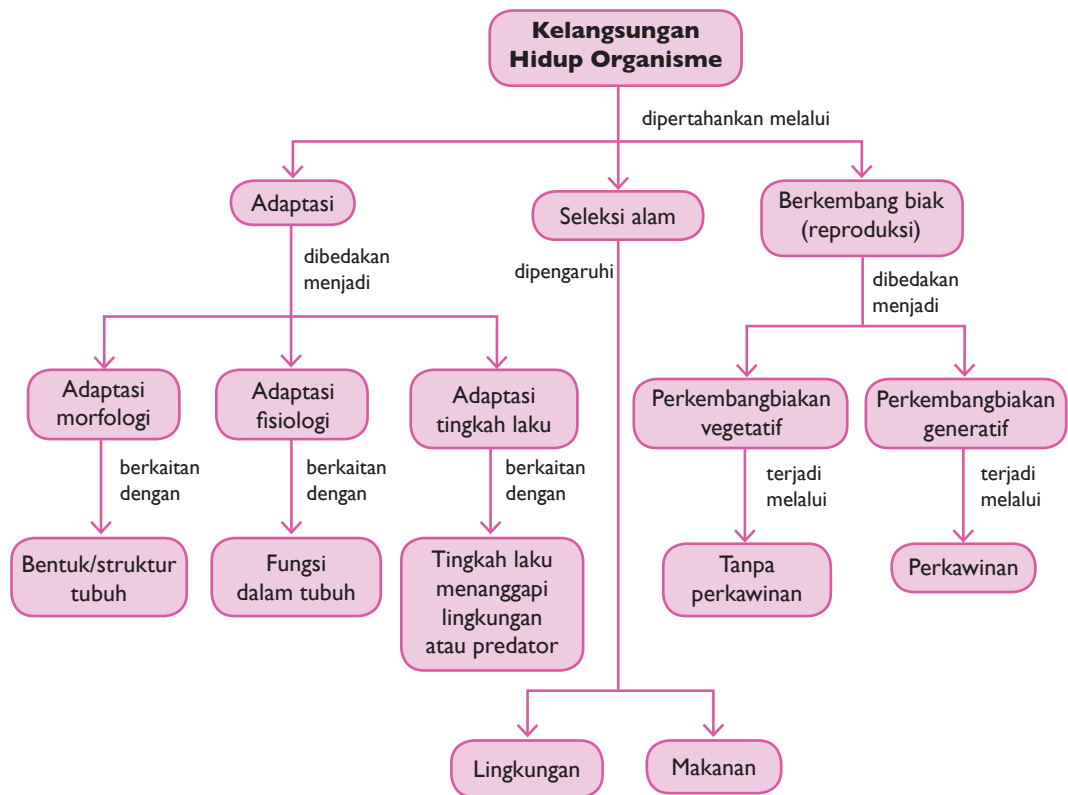 Kelangsungan
Hidup Organisme
dipertahankan melalui
Adaptasi
Seleksi alam
Berkembang biak
(reproduksi)
dibedakan
menjadi
dipengaruhi
dibedakan
menjadi
Adaptasi
morfologi
Adaptasi
fisiologi
Adaptasi
tingkah laku
Perkembangbiakan
vegetatif
Perkembangbiakan
generatif
berkaitan
dengan
berkaitan
dengan
berkaitan
dengan
terjadi
melalui
terjadi
melalui
Bentuk/struktur
tubuh
Fungsi
dalam tubuh
Tingkah laku
menanggapi
lingkungan
atau predator
Tanpa
perkawinan
Perkawinan
Lingkungan
Makanan